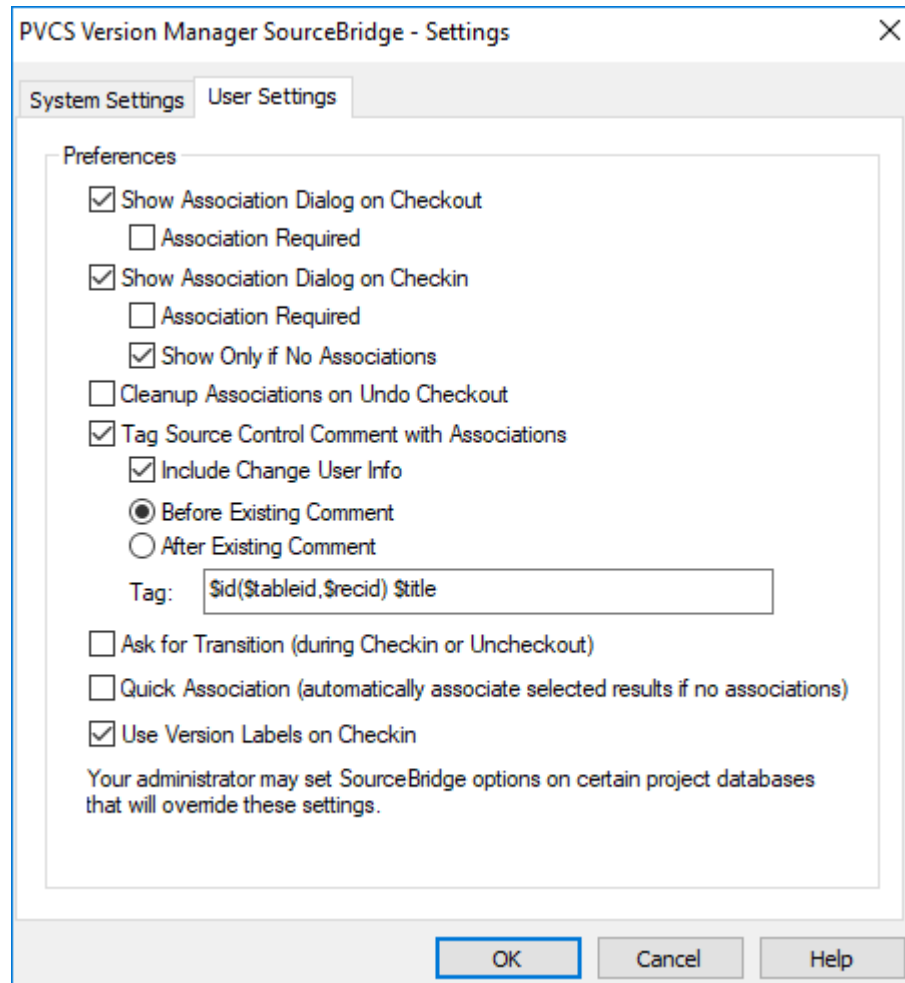 PVCS Version Manager SourceBridge - Settings
System Settings
User Settings
Preferences
Show Association Dialog on Checkout
Association Required
Show Association Dialog on Checkin
Association Required
Show Only if No Associations
Cleanup Associations on Undo Checkout
Tag Source Control Comment with Associations
Include Change User Info
Before Existing Comment
After Existing Comment
Tag: $id($tableid,$recid) $title
Ask for Transition (during Checkin or Uncheckout)
Quick Association (automatically associate selected results if no associations)
Use Version Labels on Checkin
Your administrator may set SourceBridge options on certain project databases
that will override these settings.
OK Cancel Help